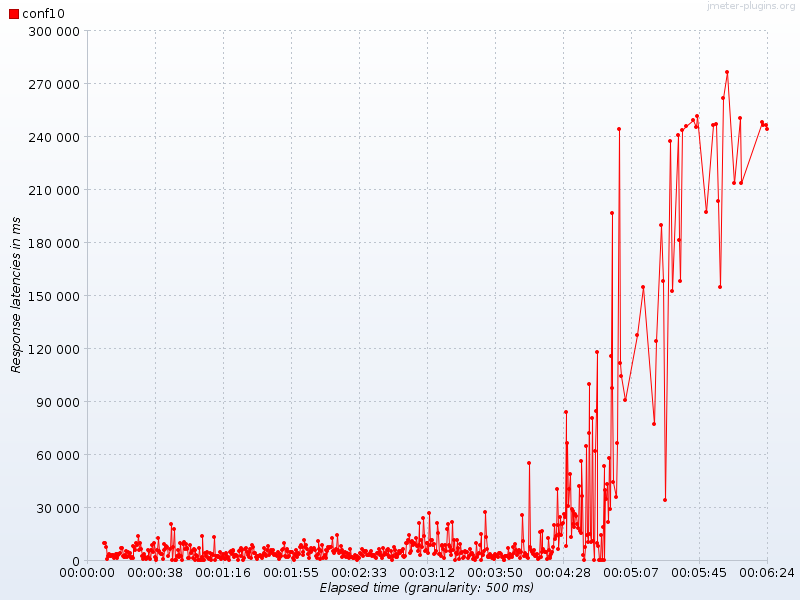 jmeter-plugins.org
conf10
300 000
270 000
240 000
210 000
180 000
150 000
120 000
90 000
60 000
30 000
0
Response latencies in ms
00:00:00 00:00:38 00:01:16 00:01:55 00:02:33 00:03:12 00:03:50 00:04:28 00:05:07 00:05:45 00:06:24
Elapsed time (granularity: 500 ms)